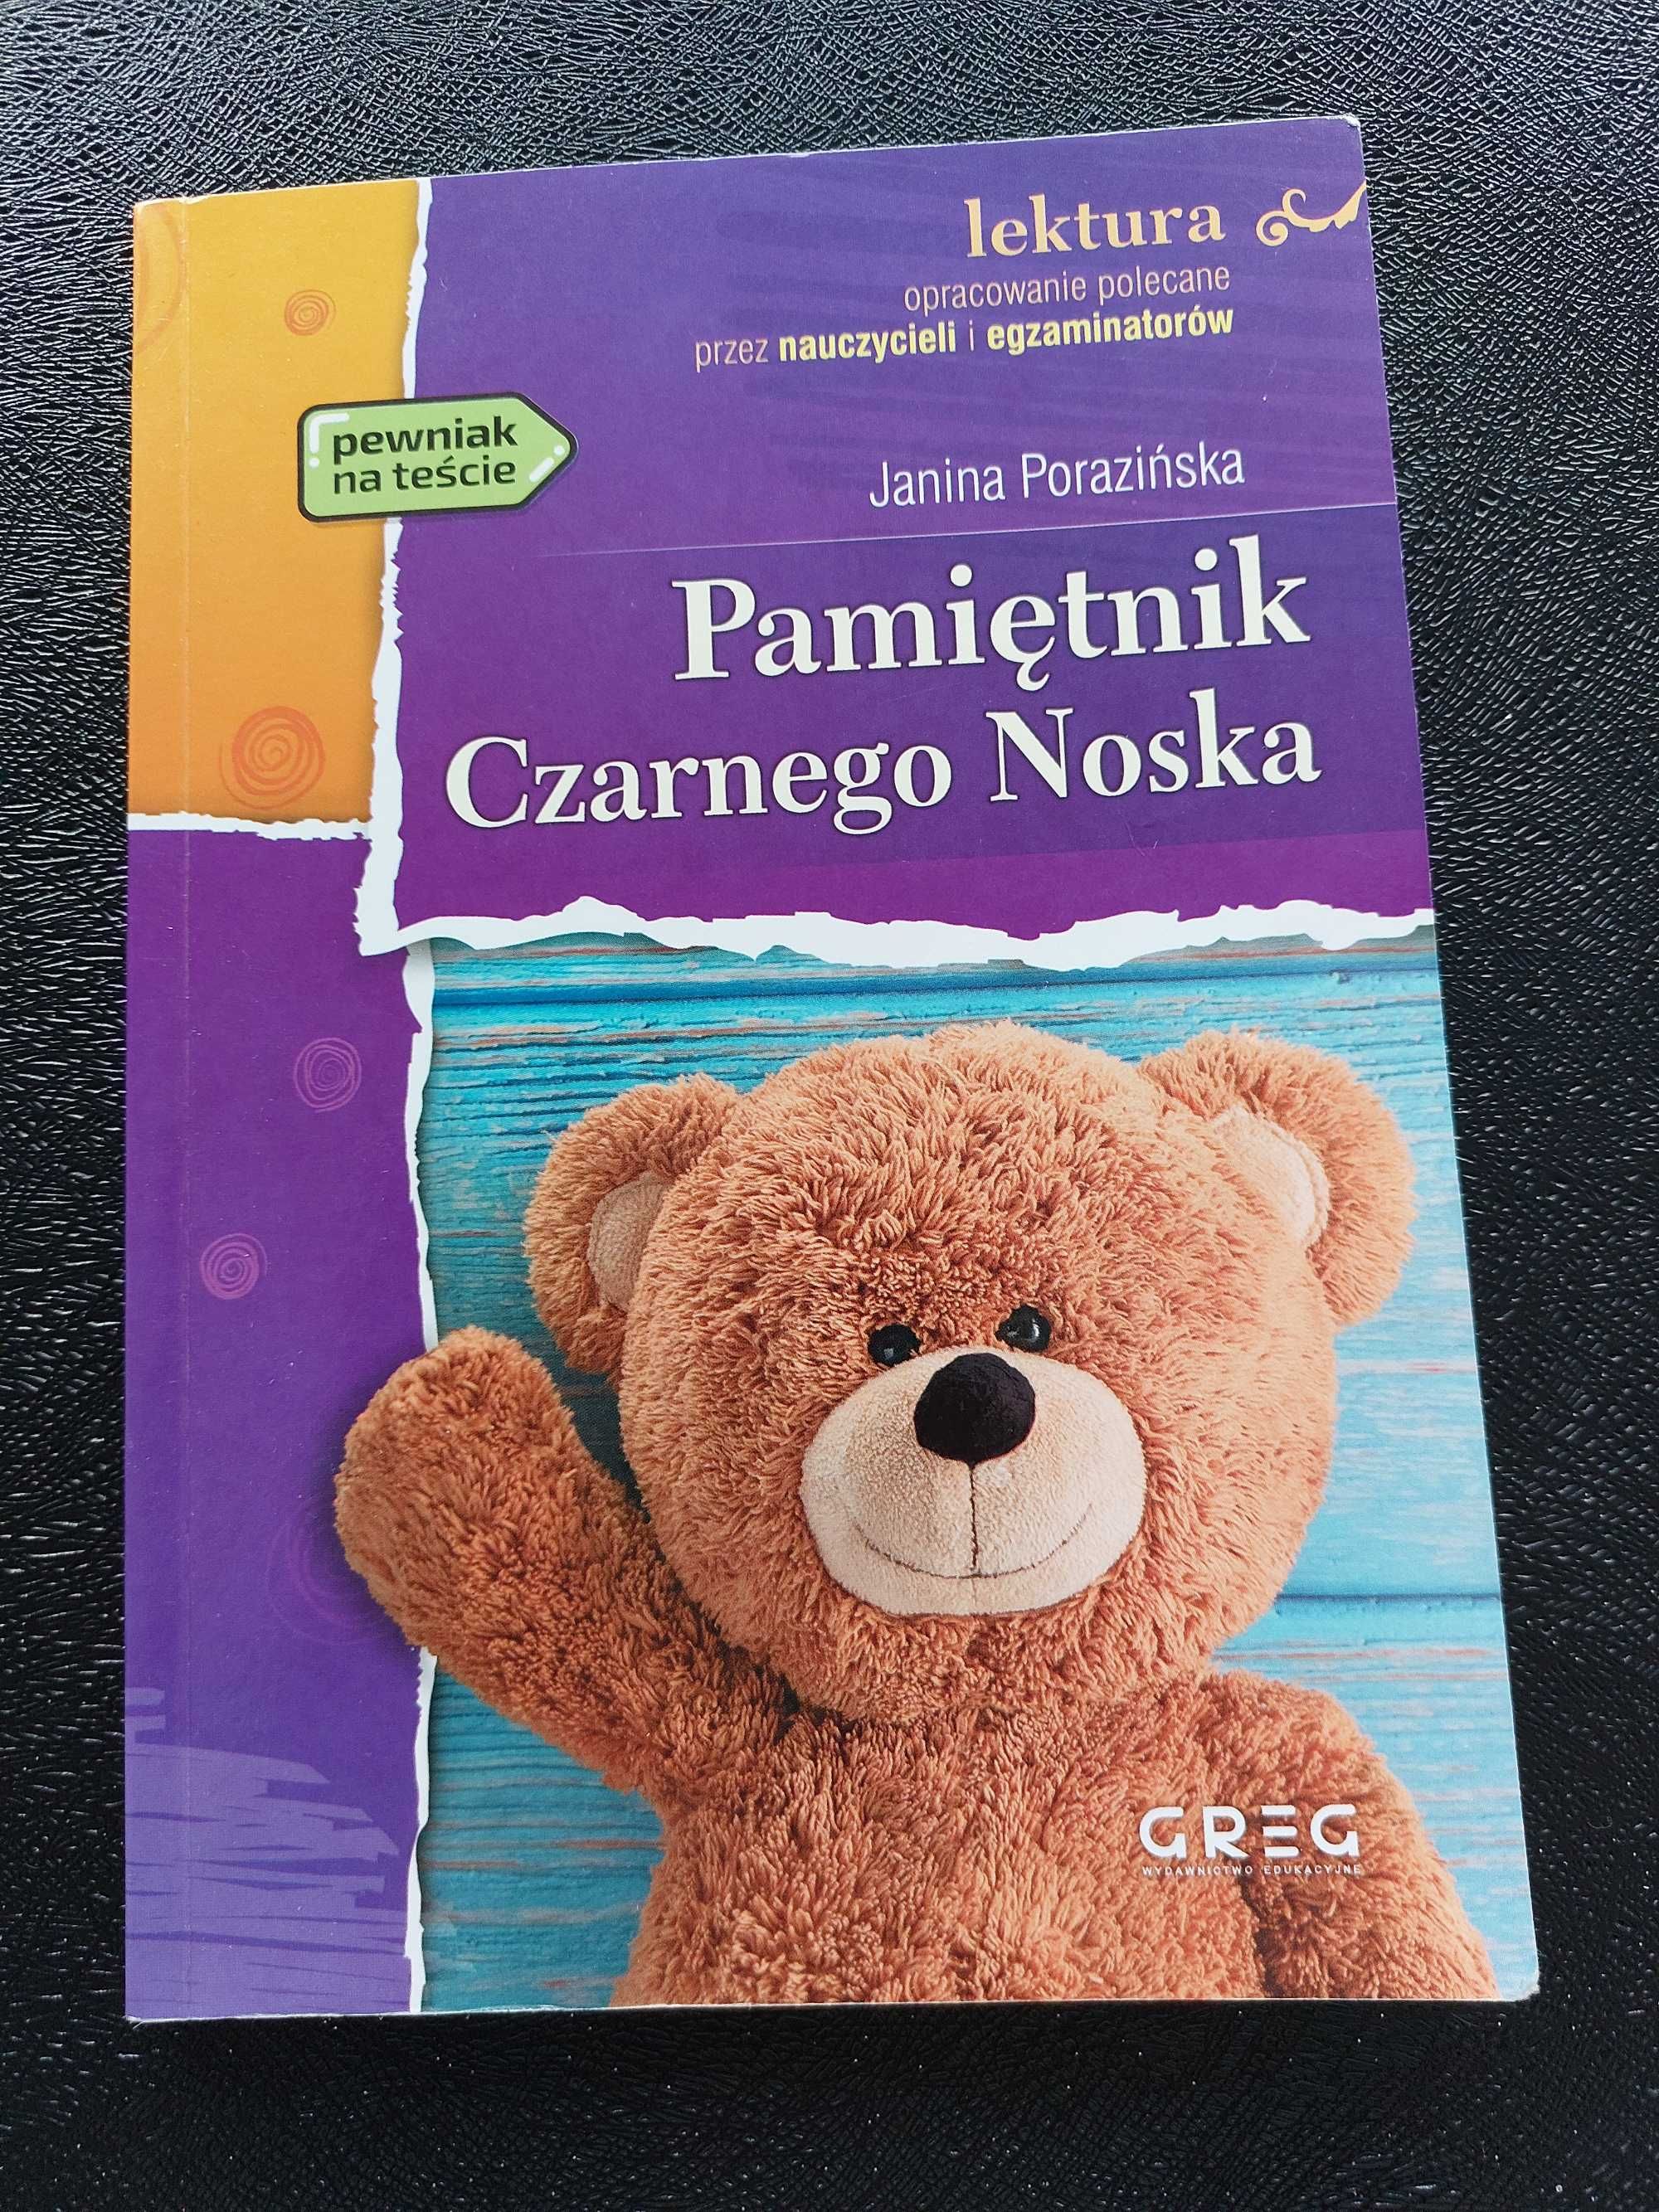 lektura
opracowanie polecane
przez nauczycieli i egzaminatorów
pewniak
na teście
Janina Porazińska
Pamiętnik
Czarnego Noska
GREG
WYDAWNICTWO EDUKACYJNE